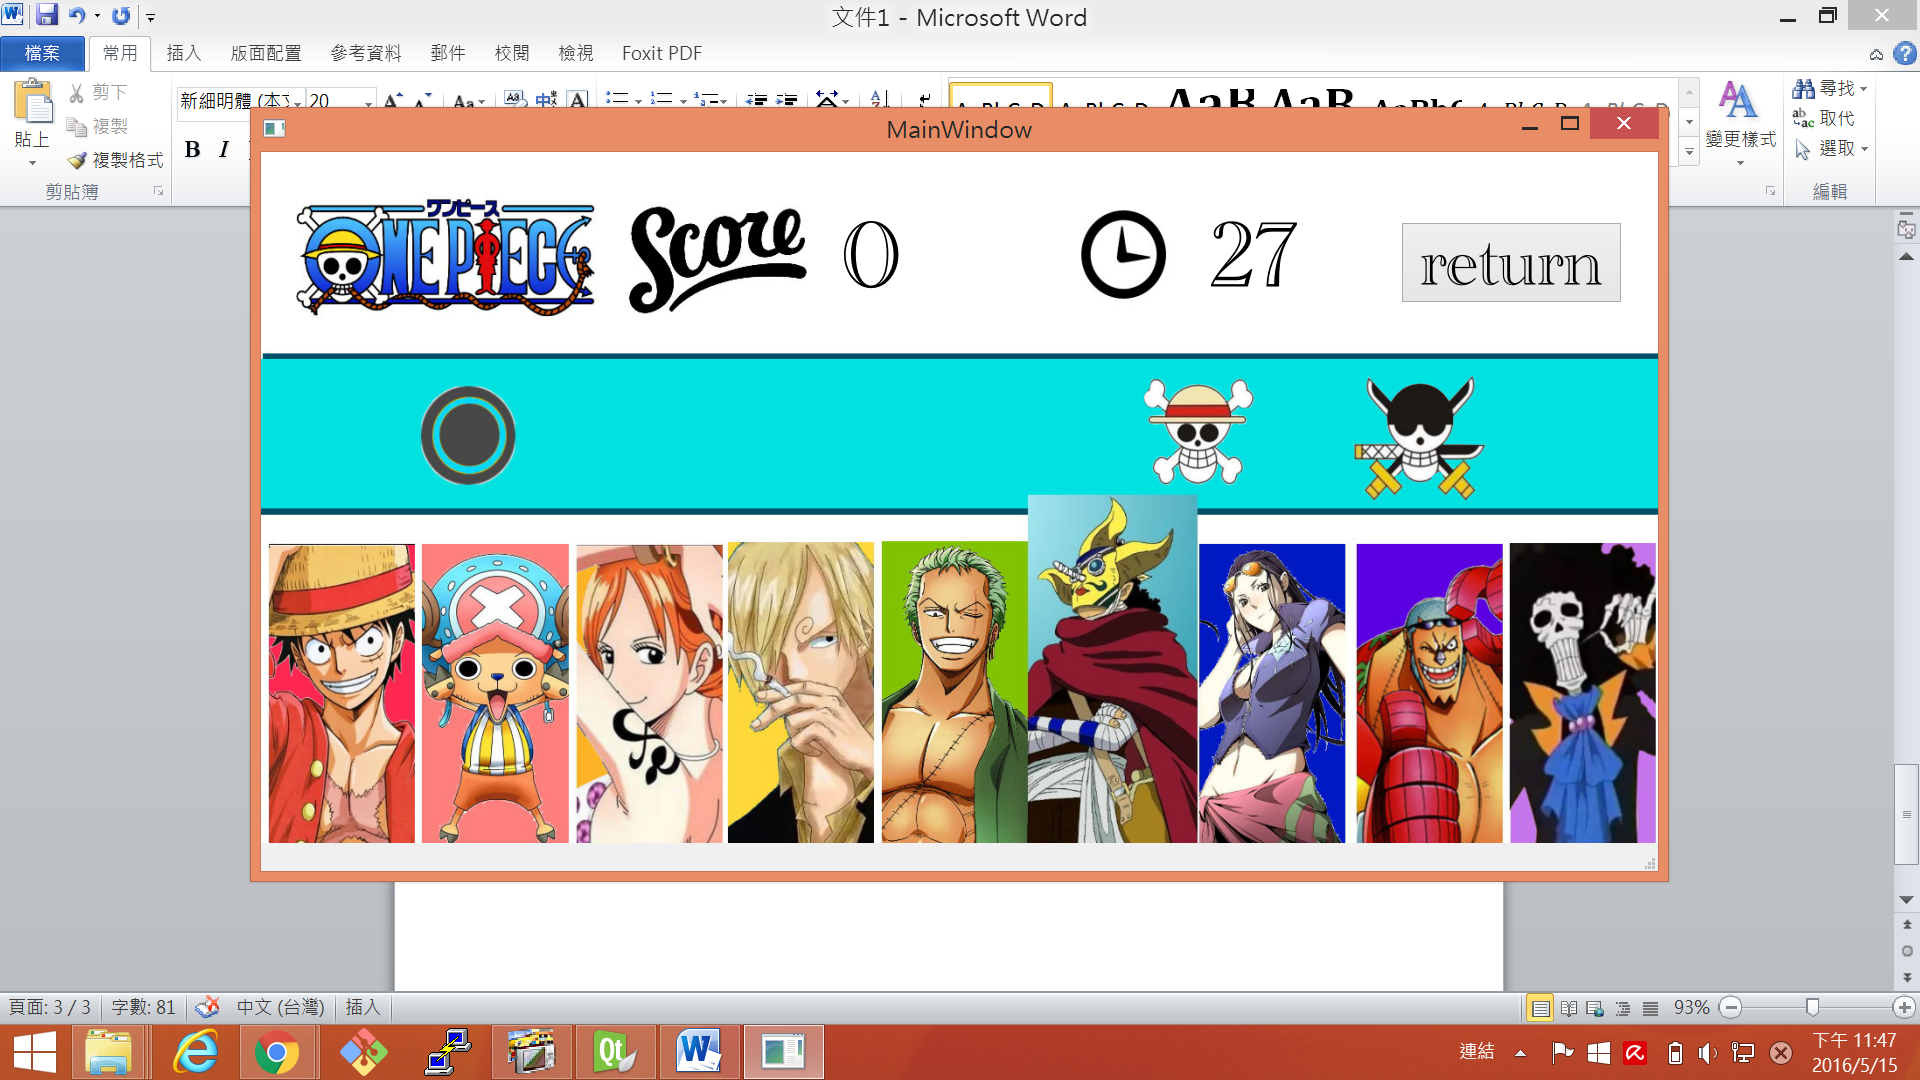 文件1 - Microsoft Word
檔案 常用 插入 版面配置 參考資料 郵件 校閱 檢視 Foxit PDF
貼上
剪下
複製
複製格式
剪貼簿
新細明體 (本文 20
B I
變更樣式
尋找
取代
選取
編輯
MainWindow
ワンピース
ONE PIECE
Score 0 27 return
頁面: 3 / 3 字數: 81 中文 (台灣) 插入 93%
連結
下午 11:47
2016/5/15